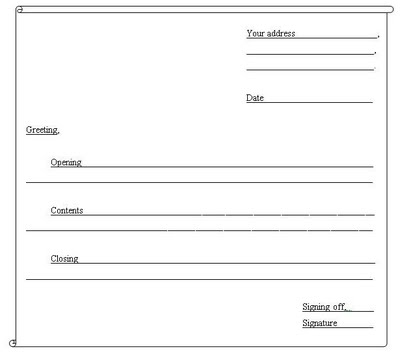 Your address,
,
.
Date
Greeting,
Opening
Contents
Closing
Signing off,
Signature